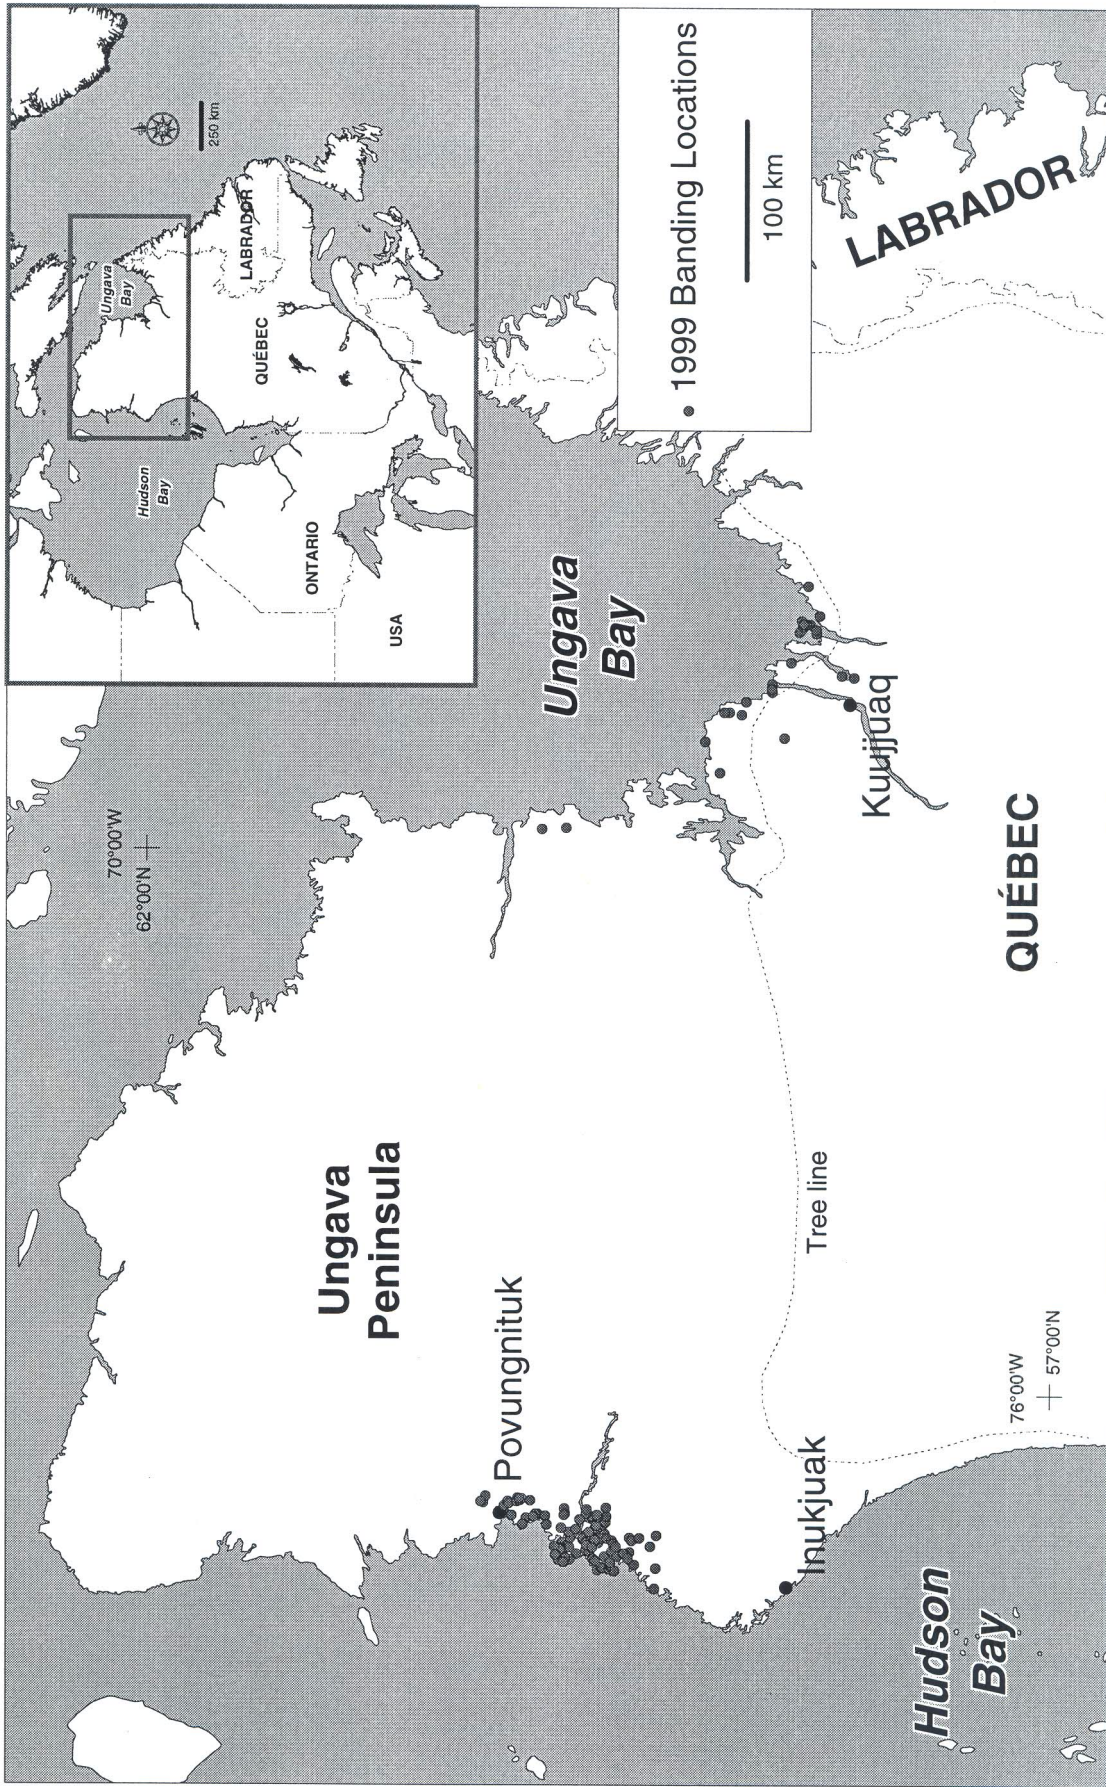 Hudson
Bay
Ungava
Bay
QUÉBEC
LABRADOR
ONTARIO
USA
250 km
70°00'W
62°00'N
Ungava
Peninsula
Povungnituk
Ungava
Bay
1999 Banding Locations
100 km
LABRADOR
Kuujjuaq
Tree line
QUÉBEC
Inukjuak
Hudson
Bay
76°00'W
57°00'N